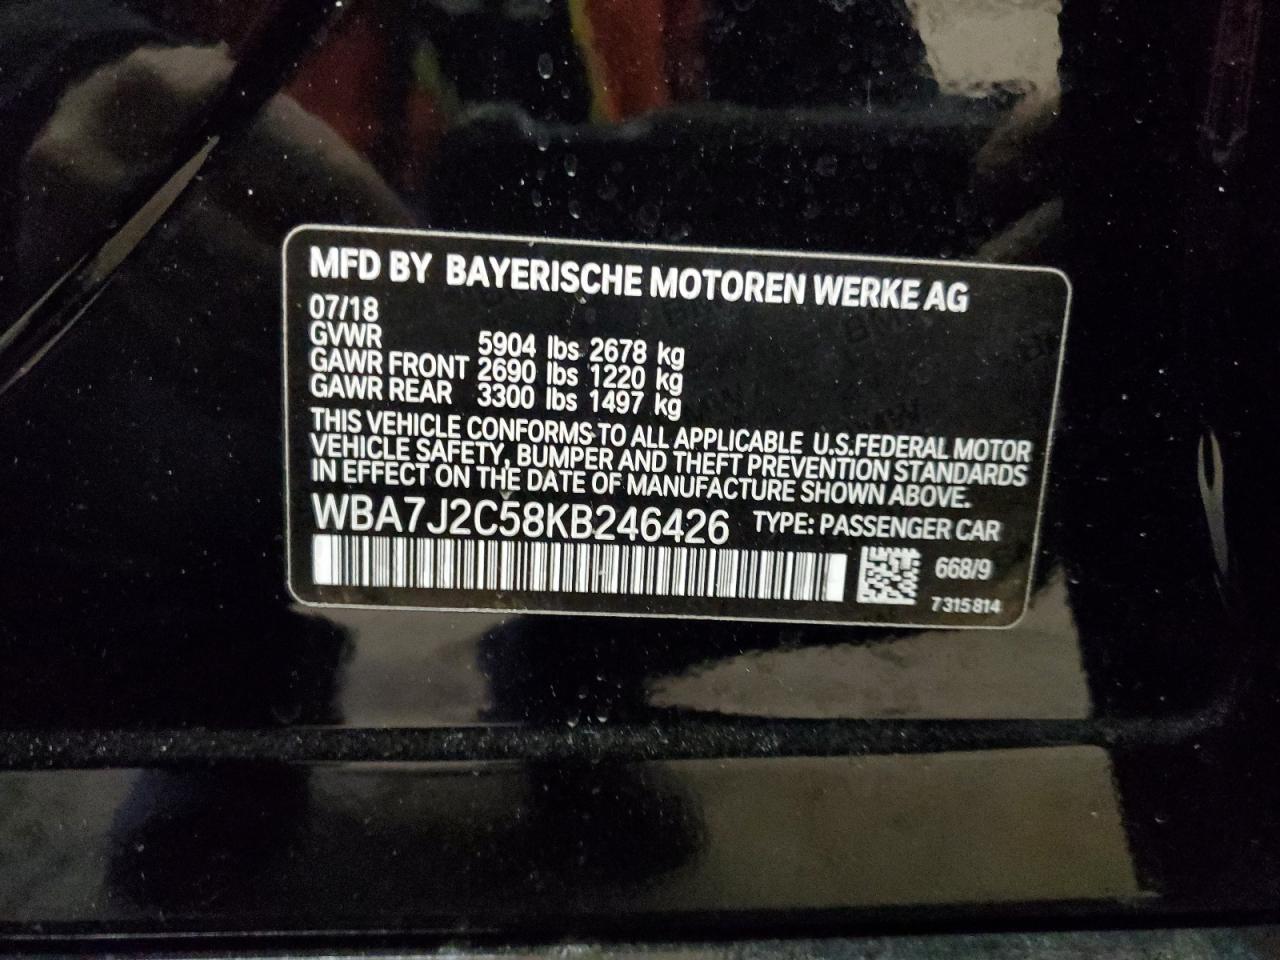 MFD BY BAYERISCHE MOTOREN WERKE AG
07/18
GVWR 5904 lbs 2678 kg
GAWR FRONT 2690 lbs 1220 kg
GAWR REAR 3300 lbs 1497 kg
THIS VEHICLE CONFORMS TO ALL APPLICABLE U.S.FEDERAL MOTOR
VEHICLE SAFETY, BUMPER AND THEFT PREVENTION STANDARDS
IN EFFECT ON THE DATE OF MANUFACTURE SHOWN ABOVE.
WBA7J2C58KB246426 TYPE: PASSENGER CAR
668/9
7315814